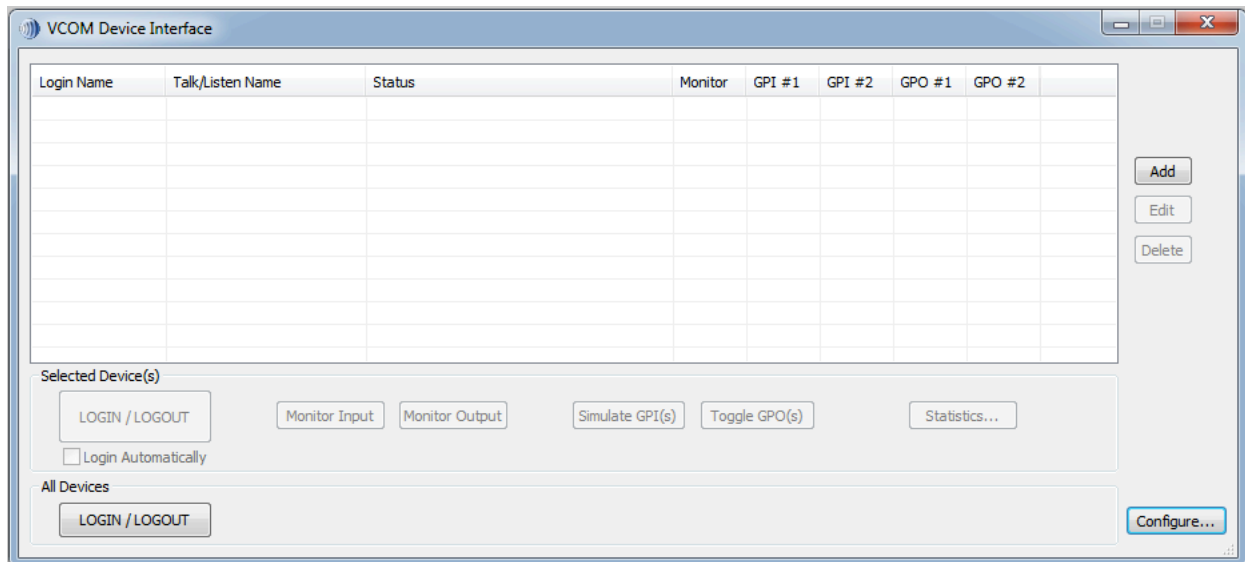 VCOM Device Interface
Login Name Talk/Listen Name Status Monitor GPI #1 GPI #2 GPO #1 GPO #2
Add
Edit
Delete
Selected Device(s)
LOGIN / LOGOUT Monitor Input Monitor Output Simulate GPI(s) Toggle GPO(s) Statistics...
Login Automatically
All Devices
LOGIN / LOGOUT
Configure...